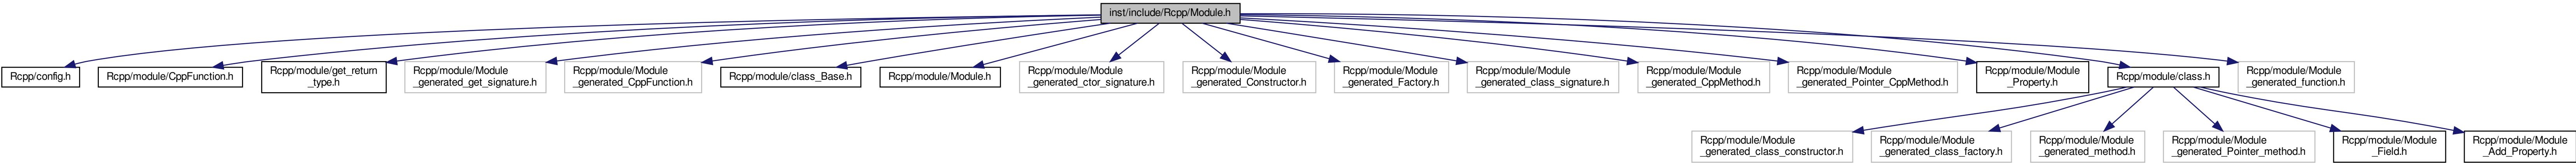 inst/include/Rcpp/Module.h
Rcpp/config.h
Rcpp/module/CppFunction.h
Rcpp/module/get_return
_type.h
Rcpp/module/Module
_generated_get_signature.h
Rcpp/module/Module
_generated_CppFunction.h
Rcpp/module/class_Base.h
Rcpp/module/Module.h
Rcpp/module/Module
_generated_ctor_signature.h
Rcpp/module/Module
_generated_Constructor.h
Rcpp/module/Module
_generated_Factory.h
Rcpp/module/Module
_generated_class_signature.h
Rcpp/module/Module
_generated_CppMethod.h
Rcpp/module/Module
_generated_Pointer_CppMethod.h
Rcpp/module/Module
_Property.h
Rcpp/module/class.h
Rcpp/module/Module
_generated_function.h
Rcpp/module/Module
_generated_class_constructor.h
Rcpp/module/Module
_generated_class_factory.h
Rcpp/module/Module
_generated_method.h
Rcpp/module/Module
_generated_Pointer_method.h
Rcpp/module/Module
_Field.h
Rcpp/module/Module
_Add_Property.h